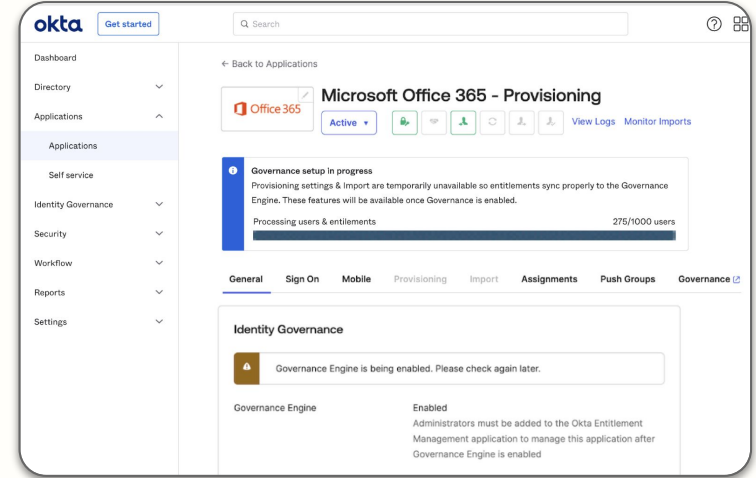 okta
Get started
Search
Dashboard
Directory
Applications
Applications
Self service
Identity Governance
Security
Workflow
Reports
Settings
← Back to Applications
Office 365
Microsoft Office 365 - Provisioning
Active
View Logs Monitor Imports
Governance setup in progress
Provisioning settings & Import are temporarily unavailable so entitlements sync properly to the Governance
Engine. These features will be available once Governance is enabled.
Processing users & entilements 275/1000 users
General Sign On Mobile Provisioning Import Assignments Push Groups Governance
Identity Governance
Governance Engine is being enabled. Please check again later.
Governance Engine Enabled
Administrators must be added to the Okta Entitlement
Management application to manage this application after
Governance Engine is enabled